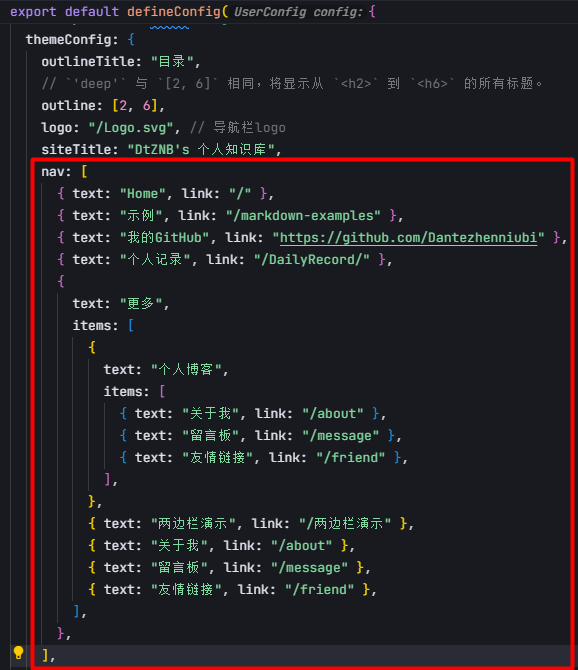 export default defineConfig( UserConfig config: {
themeConfig: {
outlineTitle: "目录",
// `'deep'` 与 `[2, 6]` 相同，将显示从 `<h2>` 到 `<h6>` 的所有标题。
outline: [2, 6],
logo: "/Logo.svg", // 导航栏logo
siteTitle: "DtZNB's 个人知识库",
nav: [
{ text: "Home", link: "/" },
{ text: "示例", link: "/markdown-examples" },
{ text: "我的GitHub", link: "https://github.com/Dantezhenniubi" },
{ text: "个人记录", link: "/DailyRecord/" },
{
text: "更多",
items: [
{
text: "个人博客",
items: [
{ text: "关于我", link: "/about" },
{ text: "留言板", link: "/message" },
{ text: "友情链接", link: "/friend" },
],
},
{ text: "两边栏演示", link: "/两边栏演示" },
{ text: "关于我", link: "/about" },
{ text: "留言板", link: "/message" },
{ text: "友情链接", link: "/friend" },
],
},
],